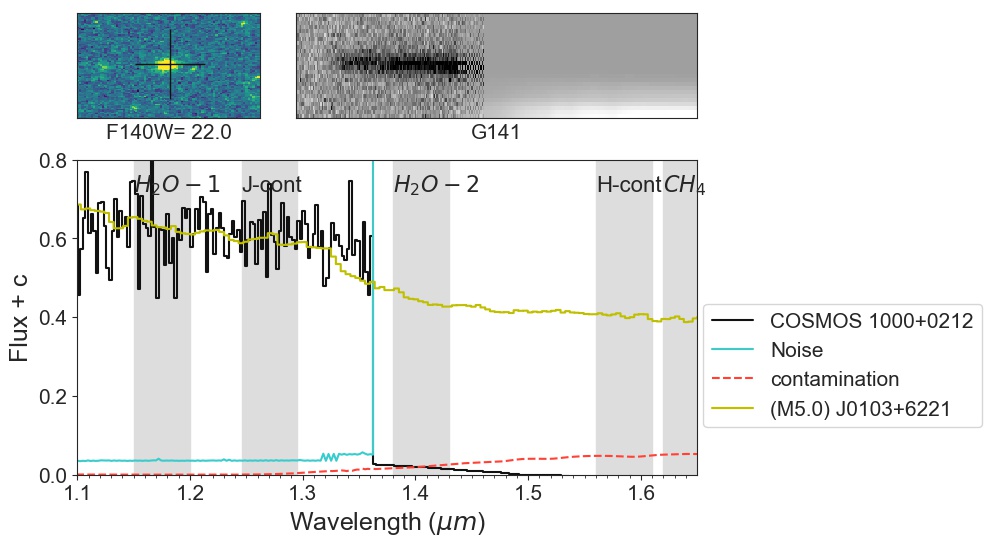 F140W= 22.0
G141
H₂O − 1
J-cont
H₂O − 2
H-cont
CH₄
Flux + c
0.8
0.6
0.4
0.2
0.0
1.1
1.2
1.3
1.4
1.5
1.6
Wavelength (μm)
COSMOS 1000+0212
Noise
contamination
(M5.0) J0103+6221